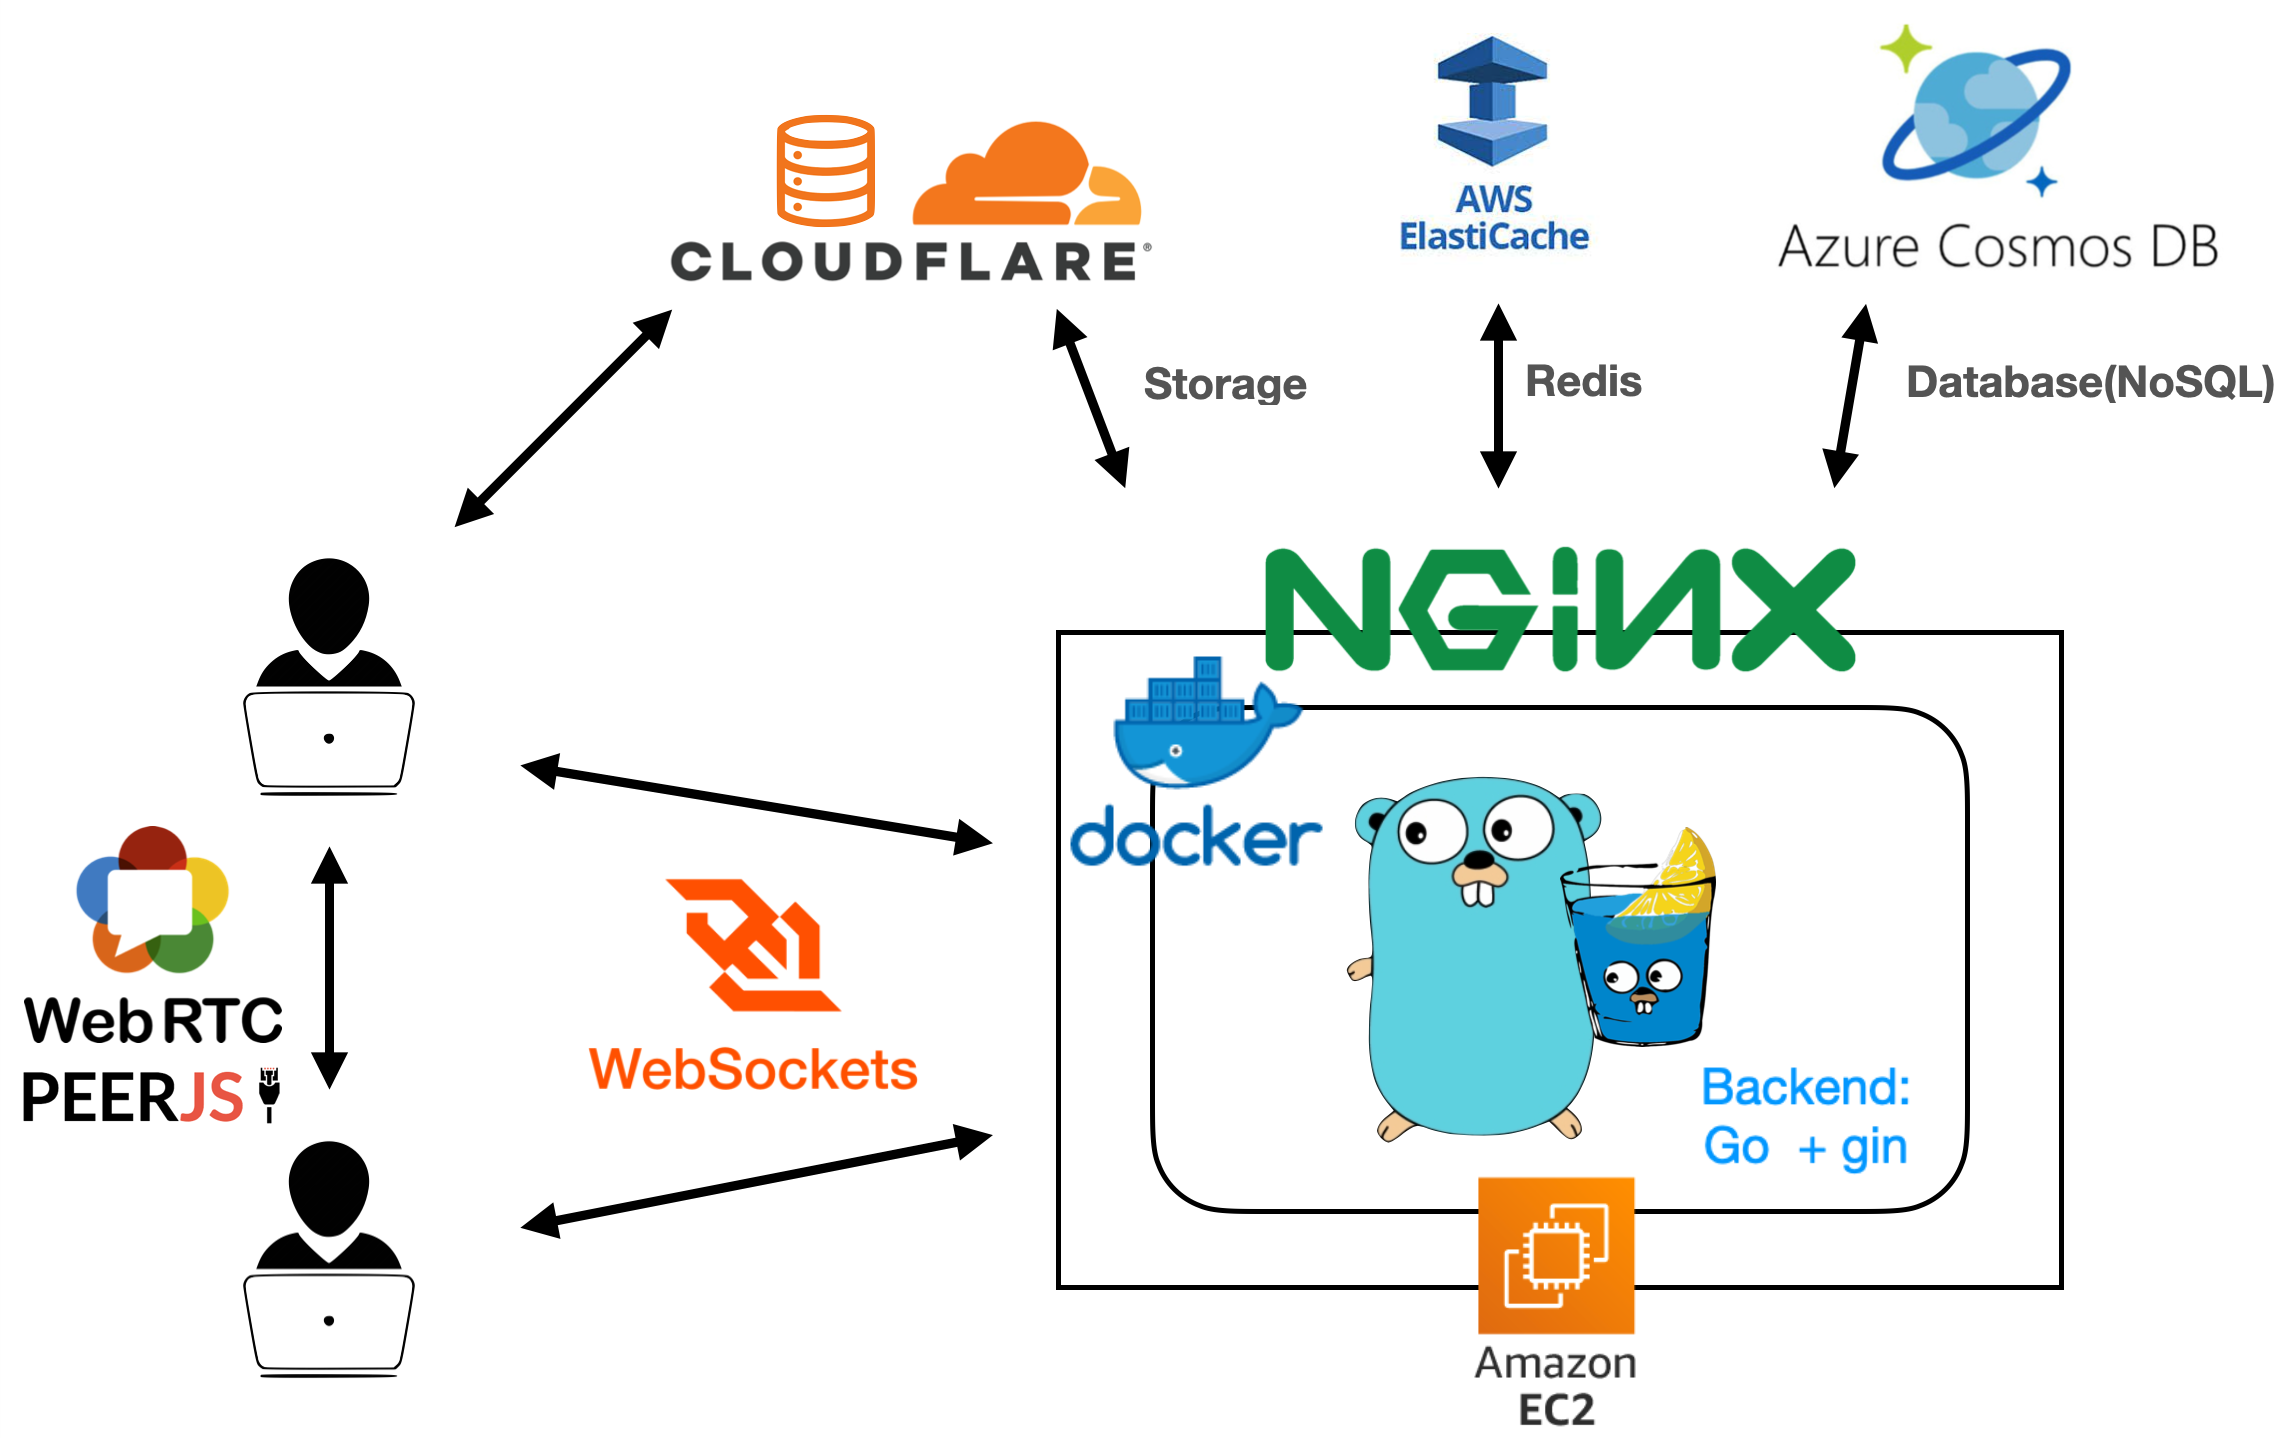 CLOUDFLARE®
AWS
ElastiCache
Azure Cosmos DB
Storage
Redis
Database(NoSQL)
NGiNX
docker
WebRTC
PEERJS
WebSockets
Backend:
Go + gin
Amazon
EC2